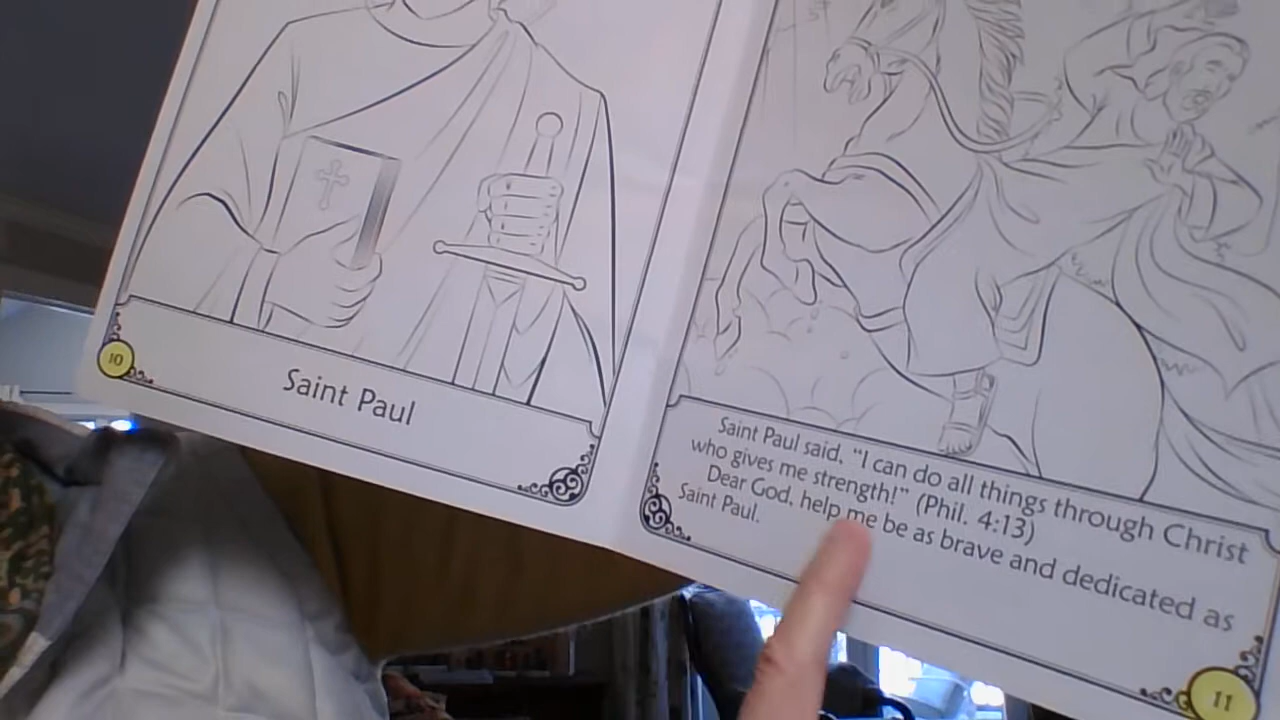 10
Saint Paul
Saint Paul said, "I can do all things through Christ
who gives me strength!" (Phil. 4:13)
Dear God, help me be as brave and dedicated as
Saint Paul.
11